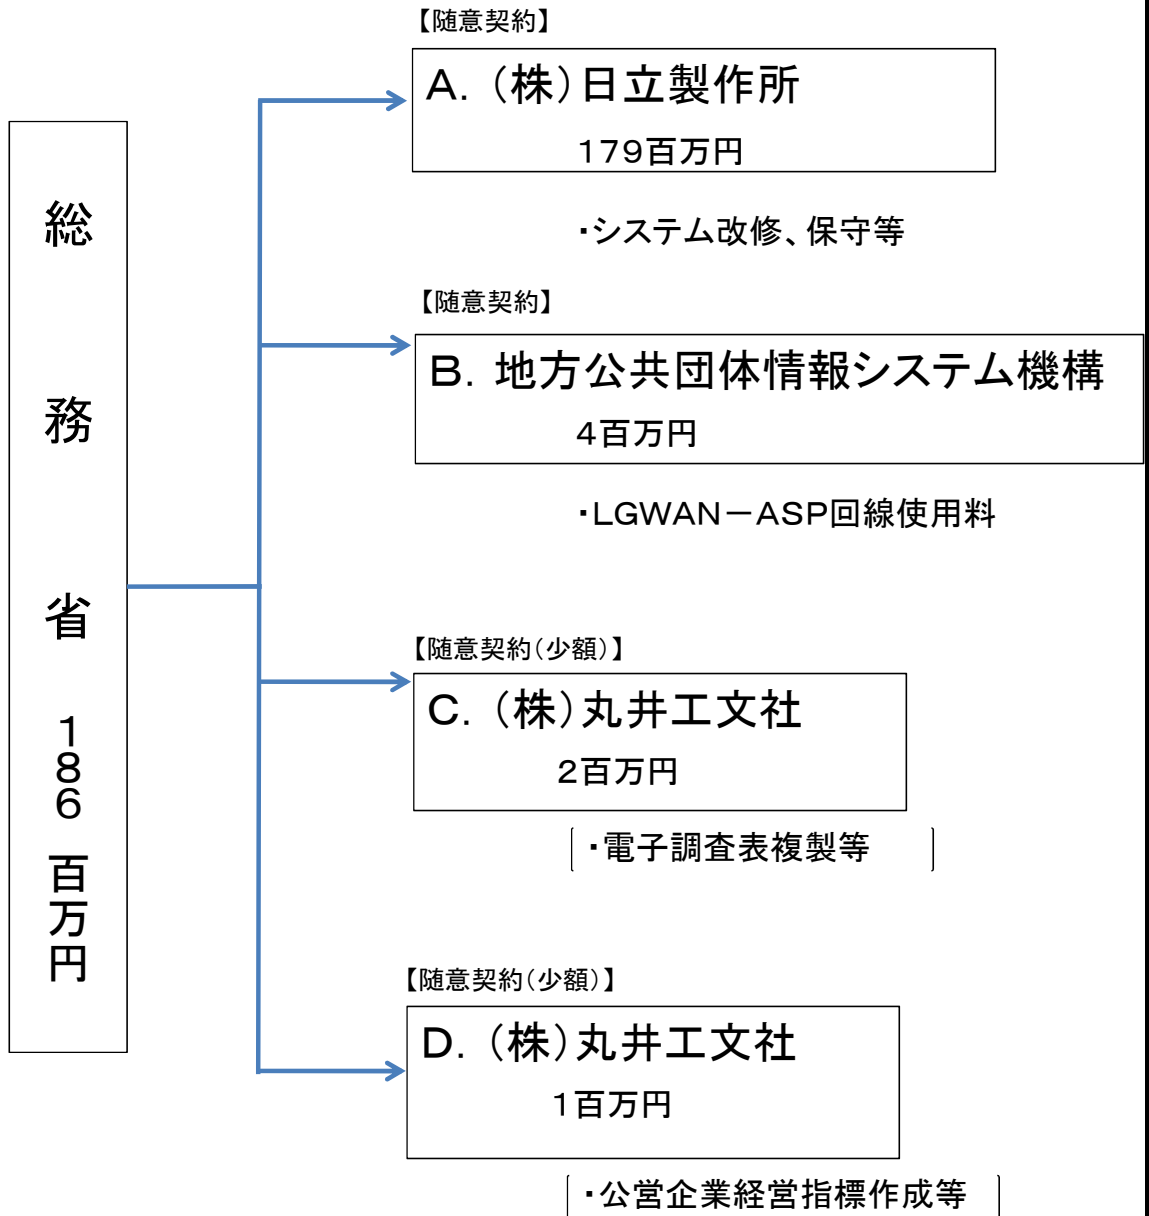 総務省 186百万円
【随意契約】
A.（株）日立製作所
179百万円
・システム改修、保守等
【随意契約】
B. 地方公共団体情報システム機構
4百万円
・LGWAN－ASP回線使用料
【随意契約（少額）】
C.（株）丸井工文社
2百万円
・電子調査表複製等
【随意契約（少額）】
D.（株）丸井工文社
1百万円
・公営企業経営指標作成等